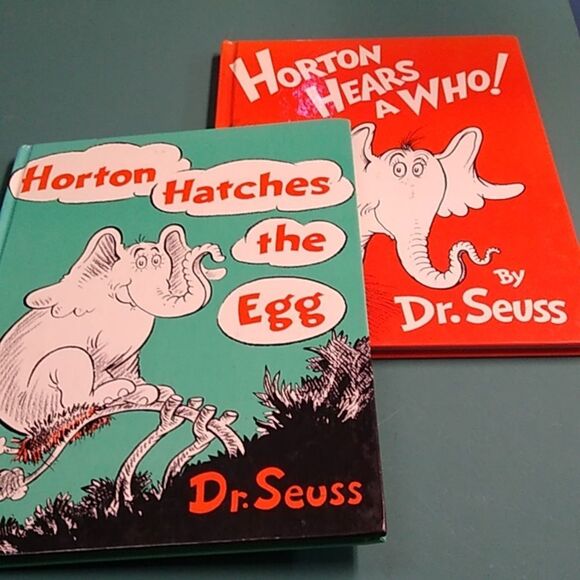 Horton
Hatches
the
Egg
Dr. Seuss
HORTON
HEARS
A WHO!
By
Dr. Seuss